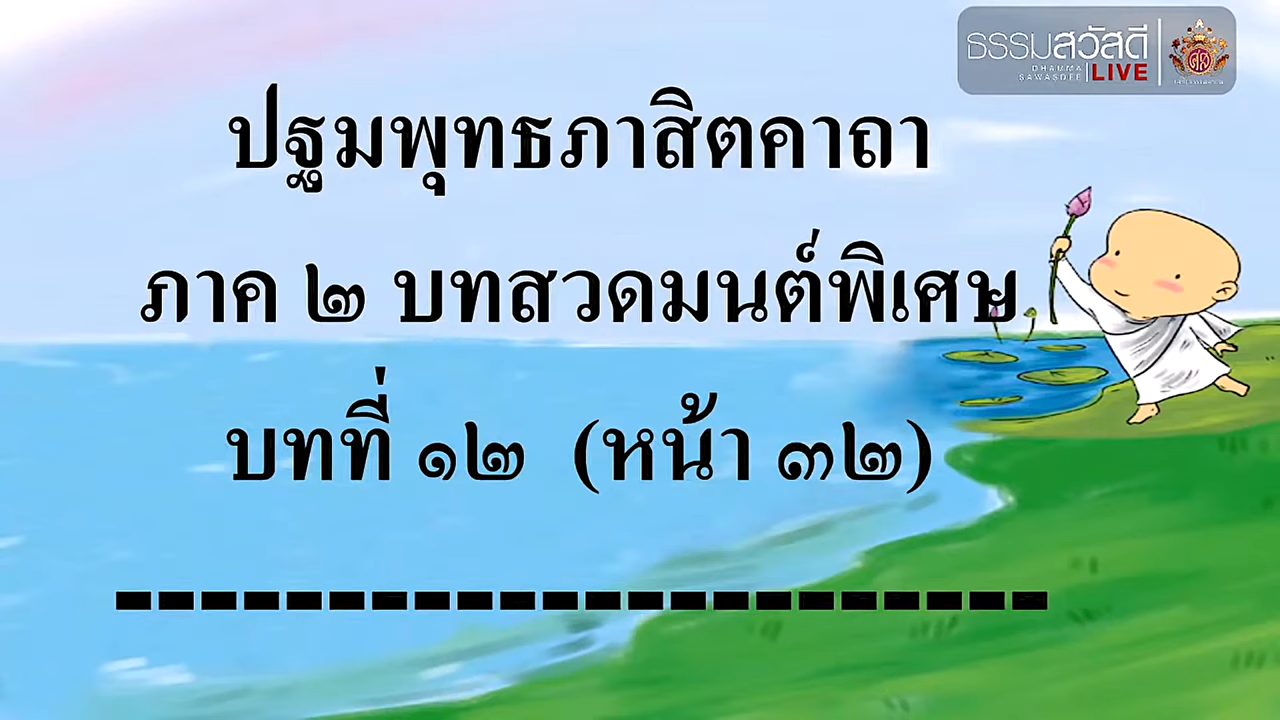 ธรรมสวัสดี
DHAMMA
SAWASDEE LIVE
ปฐมพุทธภาสิตคาถา
ภาค ๒ บทสวดมนต์พิเศษ
บทที่ ๑๒ (หน้า ๓๒)
----------------------